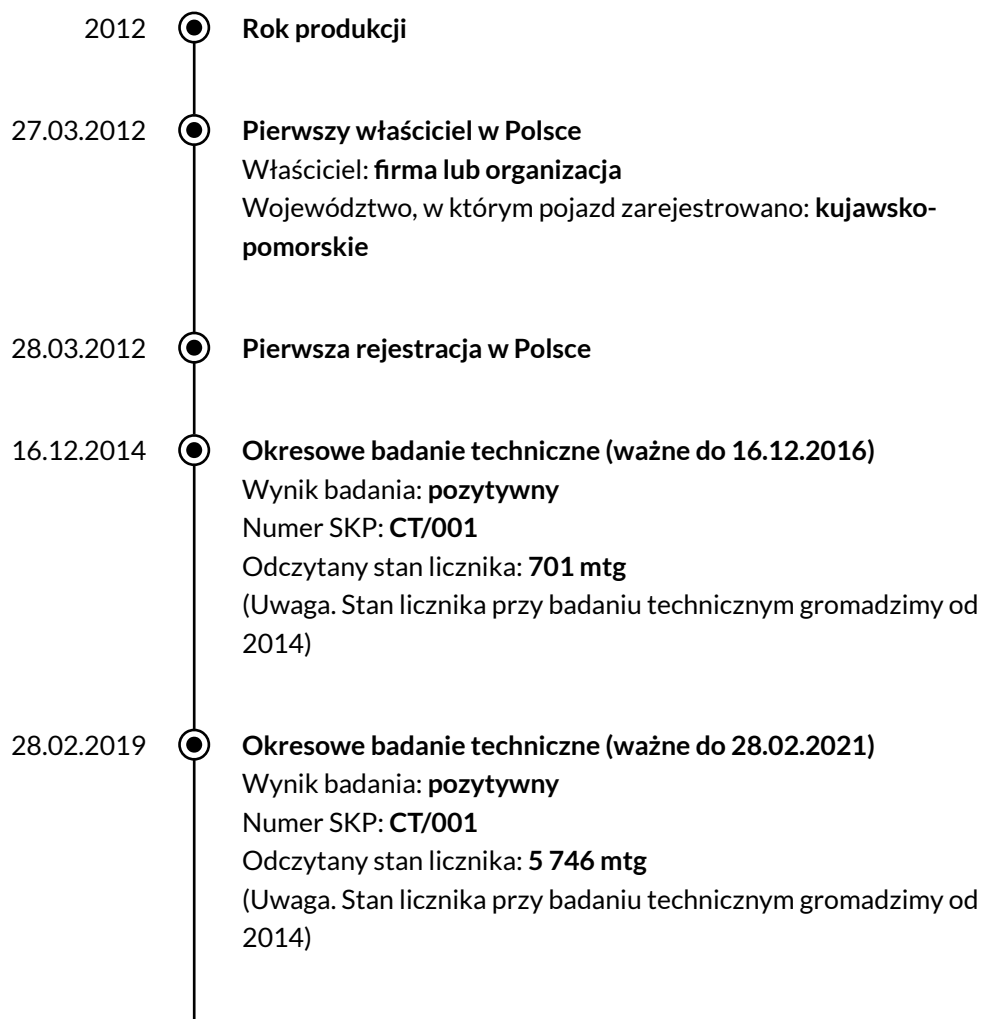 2012
Rok produkcji
27.03.2012
Pierwszy właściciel w Polsce
Właściciel: firma lub organizacja
Województwo, w którym pojazd zarejestrowano: kujawsko-
pomorskie
28.03.2012
Pierwsza rejestracja w Polsce
16.12.2014
Okresowe badanie techniczne (ważne do 16.12.2016)
Wynik badania: pozytywny
Numer SKP: CT/001
Odczytany stan licznika: 701 mtg
(Uwaga. Stan licznika przy badaniu technicznym gromadzimy od
2014)
28.02.2019
Okresowe badanie techniczne (ważne do 28.02.2021)
Wynik badania: pozytywny
Numer SKP: CT/001
Odczytany stan licznika: 5 746 mtg
(Uwaga. Stan licznika przy badaniu technicznym gromadzimy od
2014)